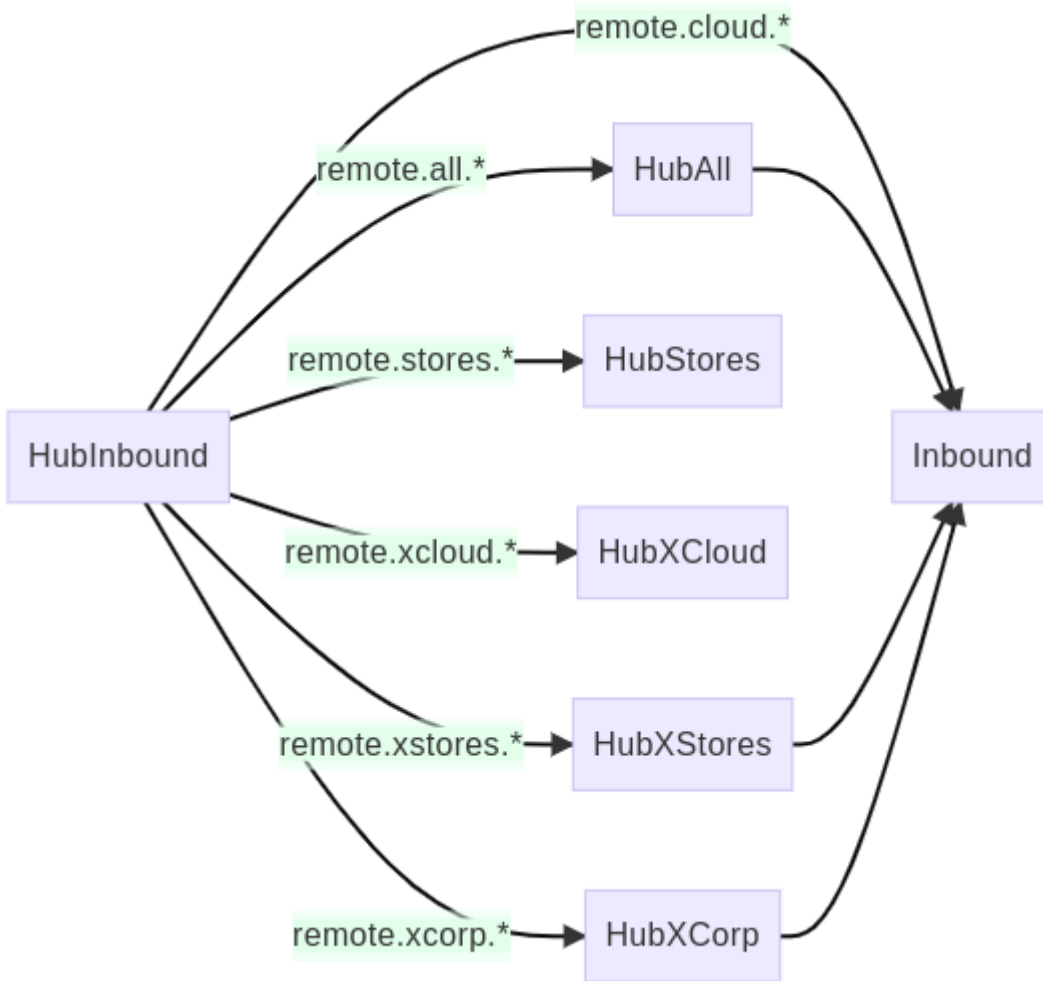 remote.cloud.*
remote.all.*
HubAll
remote.stores.*
HubStores
HubInbound
Inbound
remote.xcloud.*
HubXCloud
remote.xstores.*
HubXStores
remote.xcorp.*
HubXCorp